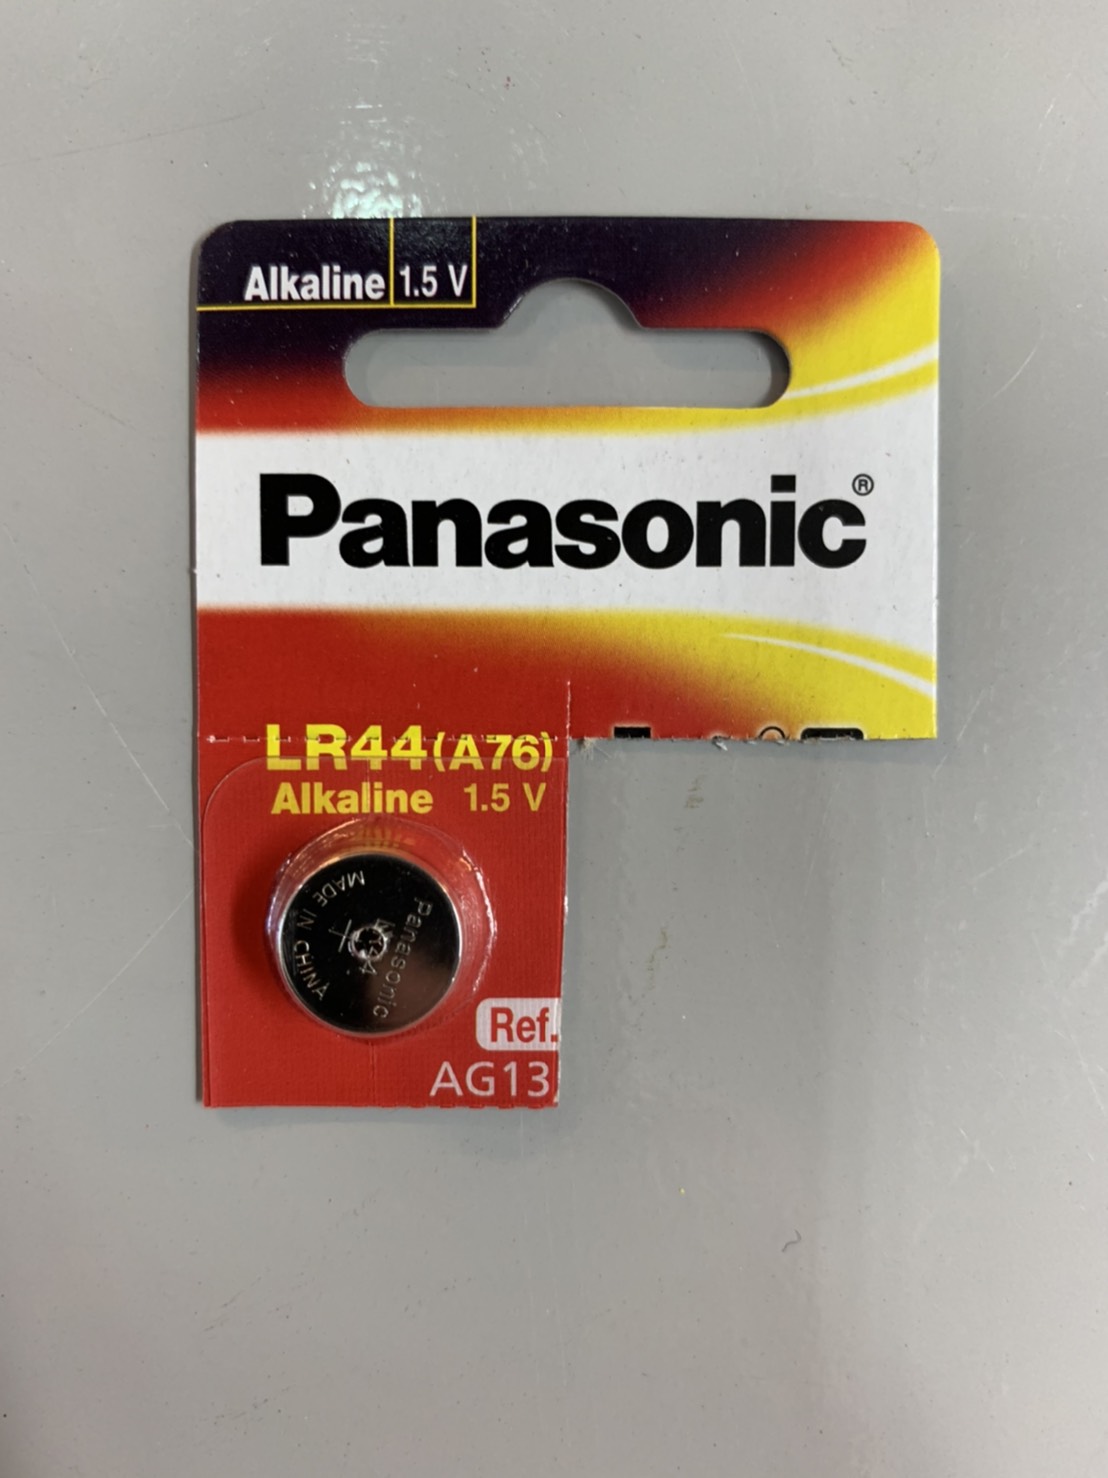 Alkaline 1.5 V
Panasonic®
LR44 (A76)
Alkaline 1.5 V
MADE IN CHINA
Panasonic
+
Ref.
AG13